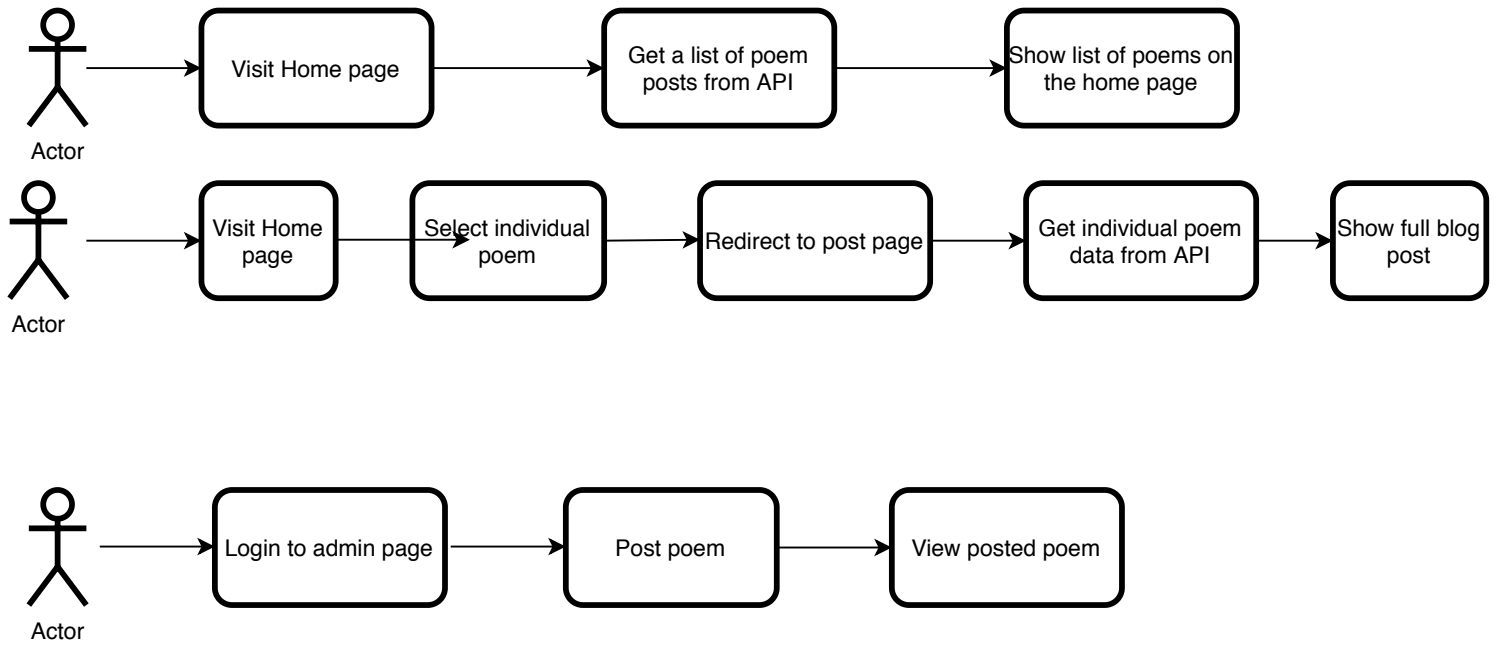 Visit Home page
Get a list of poem
posts from API
Show list of poems on
the home page
Actor
Visit Home
page
Select individual
poem
Redirect to post page
Get individual poem
data from API
Show full blog
post
Actor
Login to admin page
Post poem
View posted poem
Actor